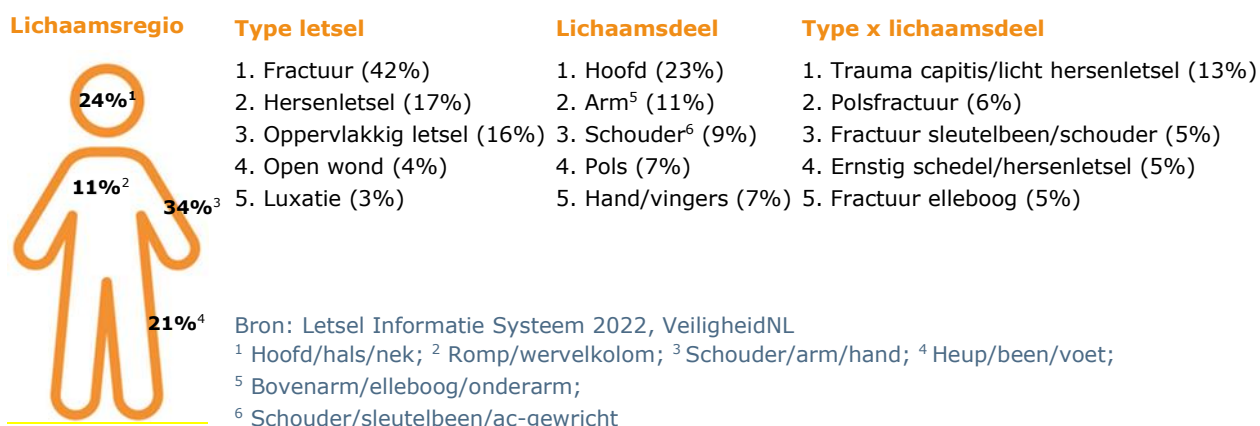 Lichaamsregio
24%¹
11%²
34%³
21%⁴
Type letsel
1. Fractuur (42%)
2. Hersenletsel (17%)
3. Oppervlakkig letsel (16%)
4. Open wond (4%)
5. Luxatie (3%)
Lichaamsdeel
1. Hoofd (23%)
2. Arm⁵ (11%)
3. Schouder⁶ (9%)
4. Pols (7%)
5. Hand/vingers (7%)
Type x lichaamsdeel
1. Trauma capitis/licht hersenletsel (13%)
2. Polsfractuur (6%)
3. Fractuur sleutelbeen/schouder (5%)
4. Ernstig schedel/hersenletsel (5%)
5. Fractuur elleboog (5%)
Bron: Letsel Informatie Systeem 2022, VeiligheidNL
¹ Hoofd/hals/nek; ² Romp/wervelkolom; ³ Schouder/arm/hand; ⁴ Heup/been/voet;
⁵ Bovenarm/elleboog/onderarm;
⁶ Schouder/sleutelbeen/ac-gewricht